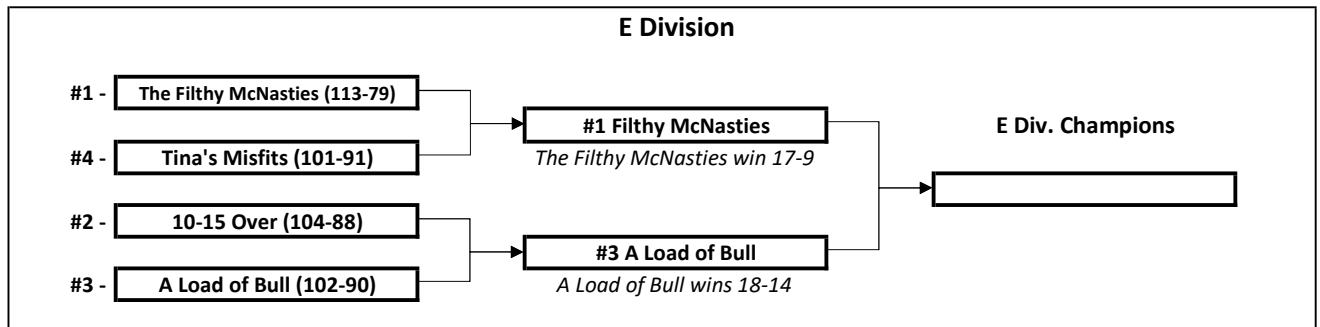 E Division
#1 - The Filthy McNasties (113-79)
#4 - Tina's Misfits (101-91)
#2 - 10-15 Over (104-88)
#3 - A Load of Bull (102-90)
#1 Filthy McNasties
The Filthy McNasties win 17-9
#3 A Load of Bull
A Load of Bull wins 18-14
E Div. Champions